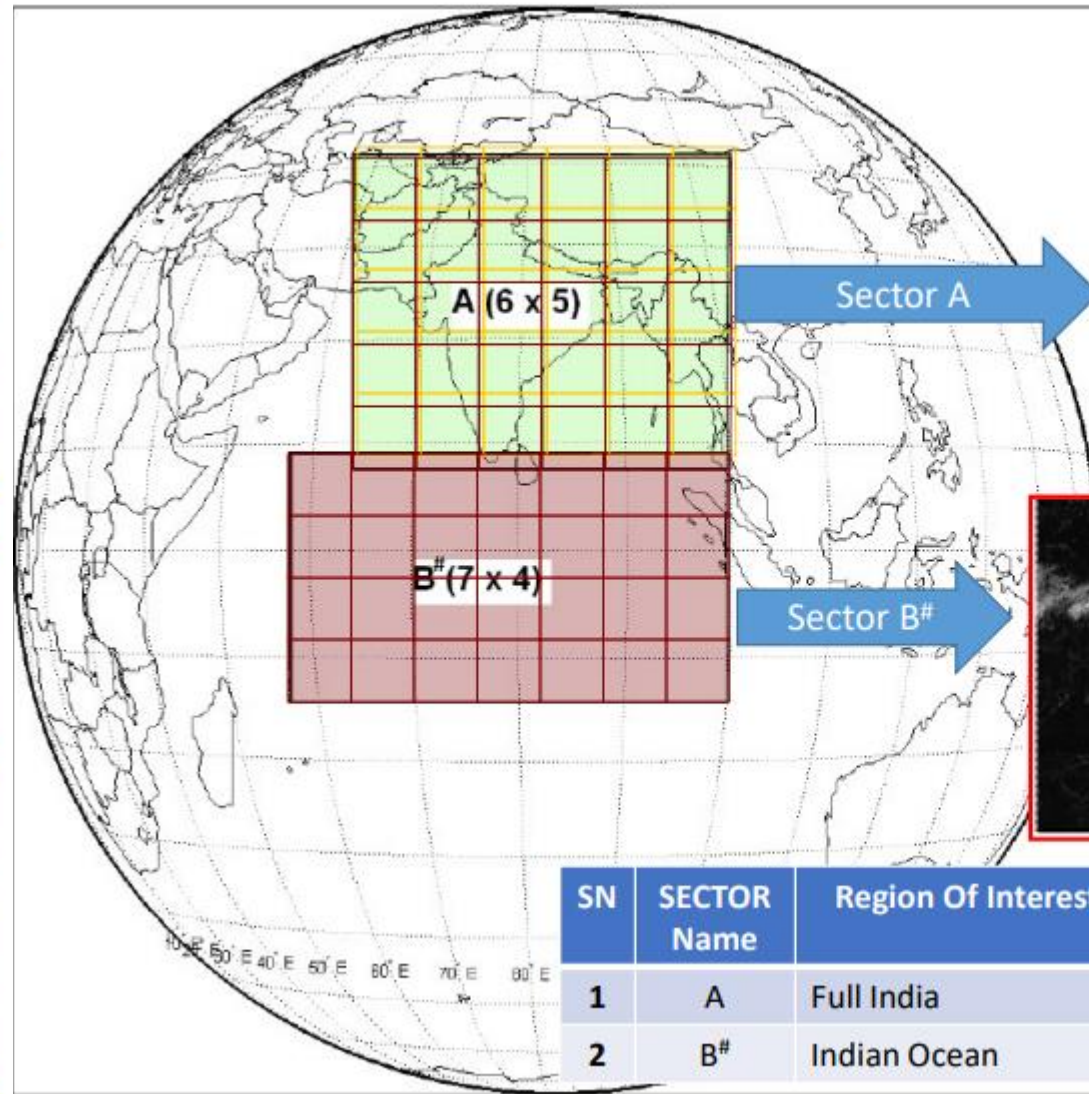 A (6 x 5)
Sector A
B#(7 x 4)
Sector B#
30° E 40° E 50° E 60° E 70° E 80° E
SN SECTOR Name Region Of Interest
1 A Full India
2 B# Indian Ocean